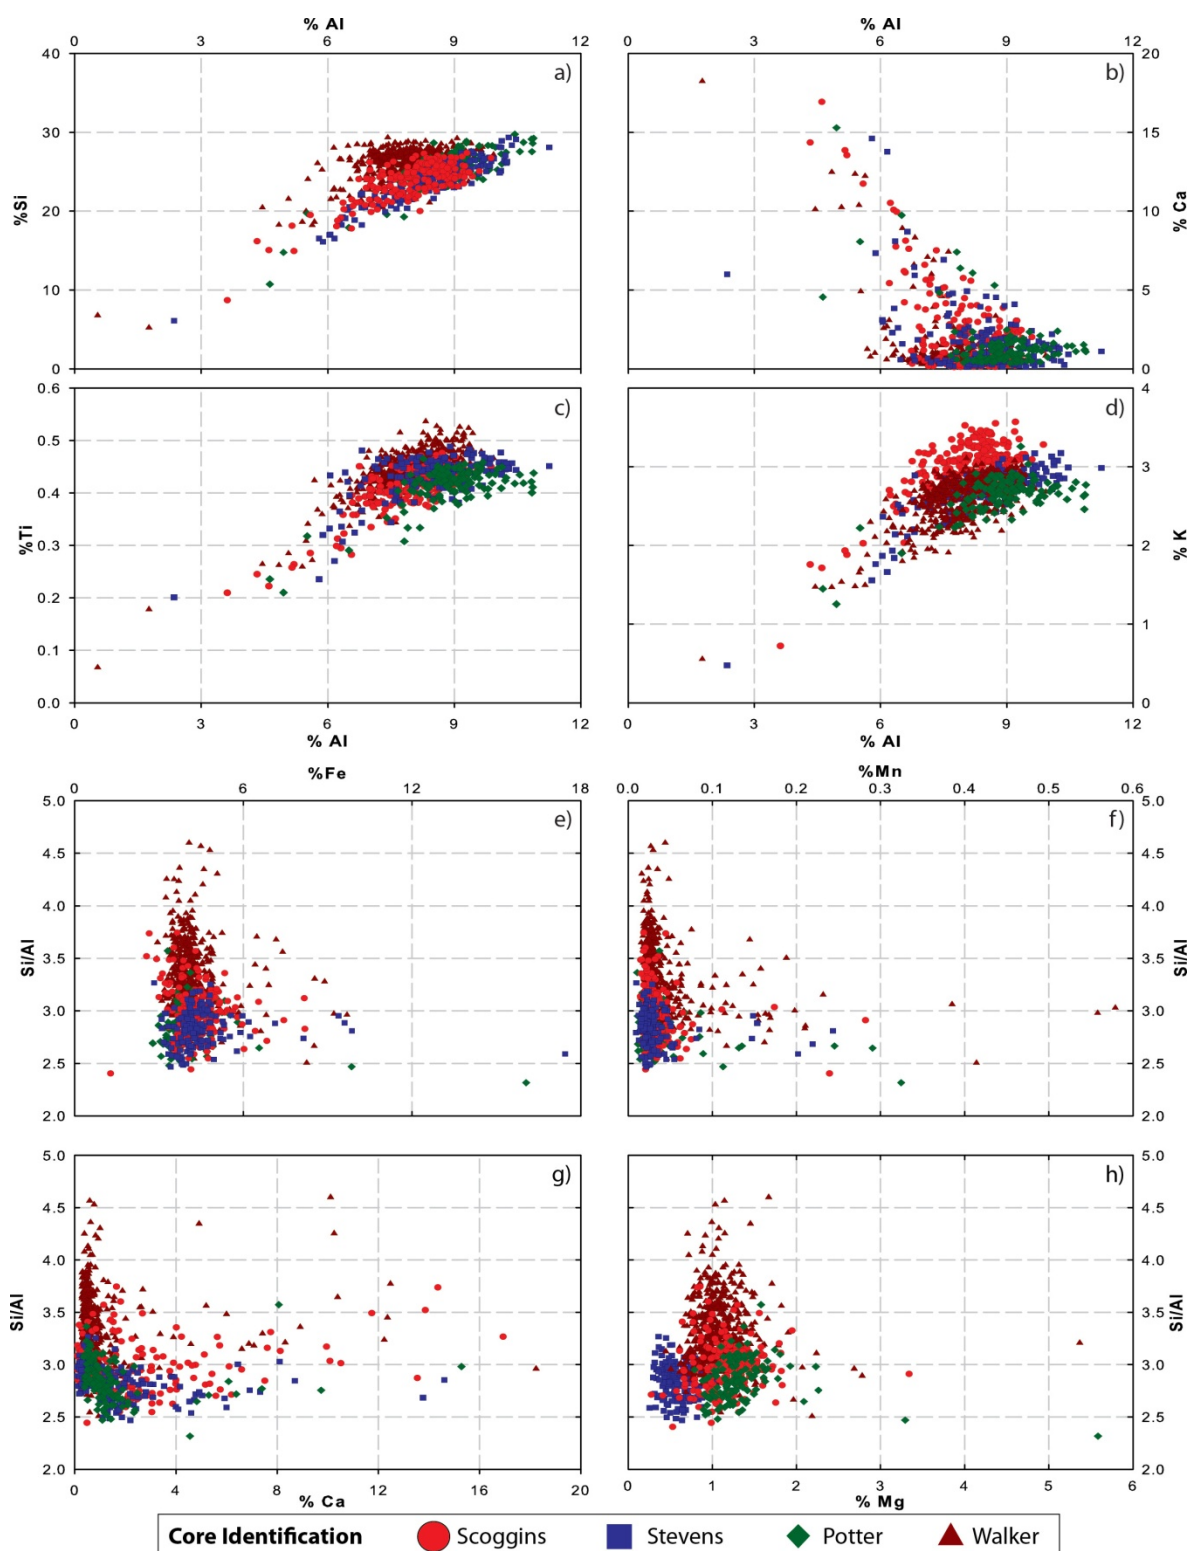 % Al % Al
0 3 6 9 12 0 3 6 9 12
40 a) b) 20
30 15
%Si 20 10 % Ca
10 5
0 0
0.6 c) d) 4
0.5
0.4 3
%Ti 0.3 2 % K
0.2
0.1 1
0.0 0
0 3 6 9 12 0 3 6 9 12
% Al % Al
%Fe %Mn
0 6 12 18 0.0 0.1 0.2 0.3 0.4 0.5 0.6
5.0 e) f) 5.0
4.5 4.5
4.0 4.0
Si/Al 3.5 3.5 Si/Al
3.0 3.0
2.5 2.5
2.0 2.0
5.0 g) h) 5.0
4.5 4.5
4.0 4.0
Si/Al 3.5 3.5 Si/Al
3.0 3.0
2.5 2.5
2.0 2.0
0 4 8 12 16 20 0 1 2 3 4 5 6
% Ca % Mg
Core Identification Scoggins Stevens Potter Walker